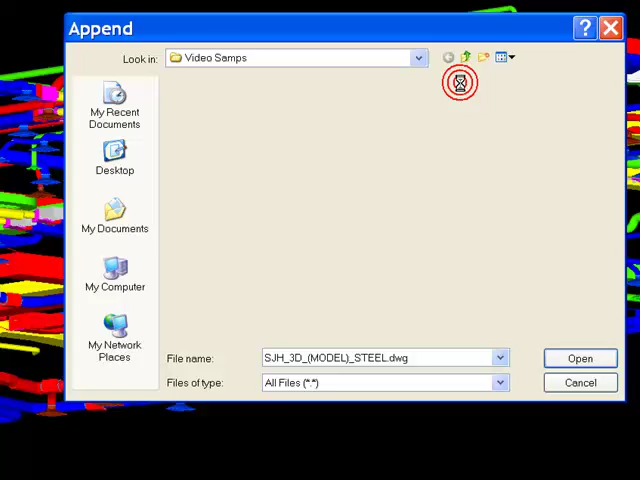 Append
Look in:
Video Samps
My Recent
Documents
Desktop
My Documents
My Computer
My Network
Places
File name:
SJH_3D_(MODEL)_STEEL.dwg
Open
Files of type:
All Files (*.*)
Cancel